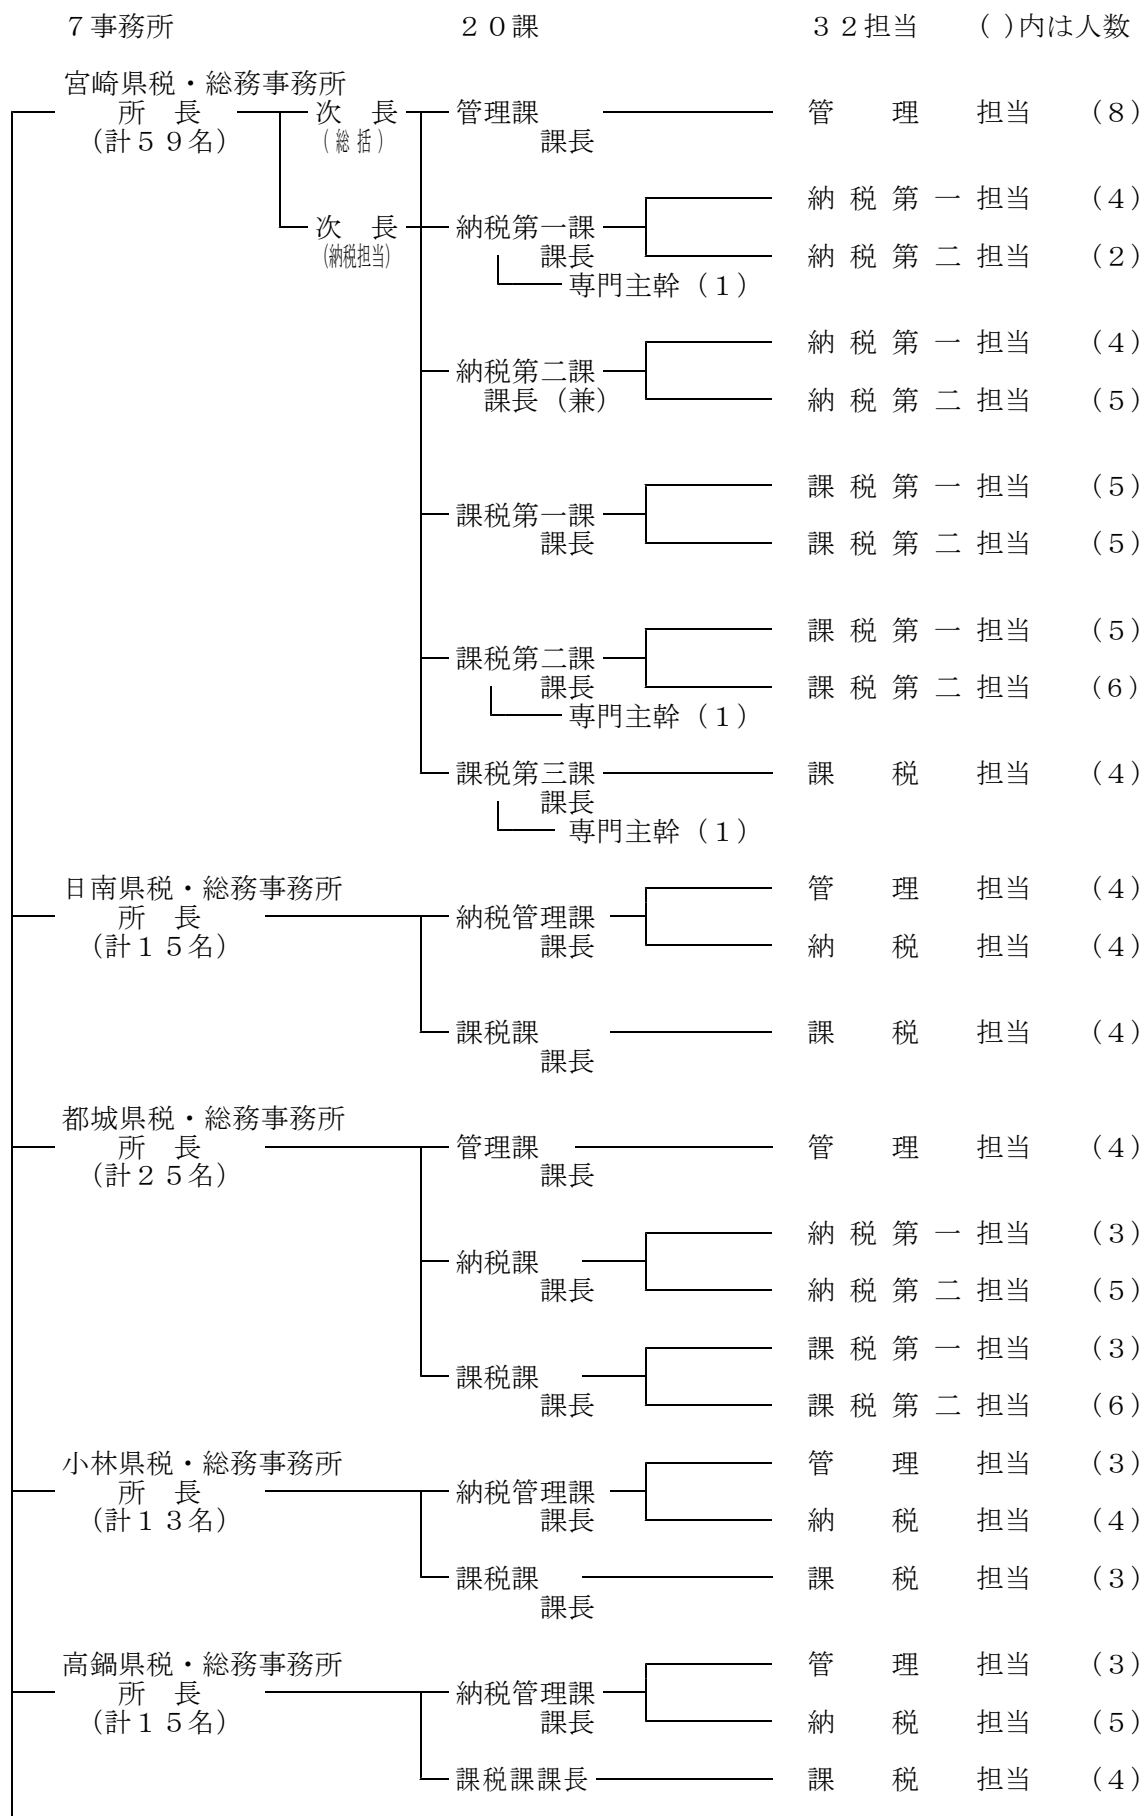 ７事務所　２０課　３２担当　( )内は人数
宮崎県税・総務事務所
所　長　次　長　管理課　管　理　担当　(８)
(計５９名)　(総括)　課長
納税第一担当　(４)
次　長　納税第一課
(納税担当)　課長　納税第二担当　(２)
専門主幹（１）
納税第一担当　(４)
納税第二課
課長（兼）　納税第二担当　(５)
課税第一担当　(５)
課税第一課
課長　課税第二担当　(５)
課税第一担当　(５)
課税第二課
課長　課税第二担当　(６)
専門主幹（１）
課税第三課　課　税　担当　(４)
課長
専門主幹（１）
日南県税・総務事務所　管　理　担当　(４)
所　長　納税管理課
(計１５名)　課長　納　税　担当　(４)
課税課　課　税　担当　(４)
課長
都城県税・総務事務所
所　長　管理課　管　理　担当　(４)
(計２５名)　課長
納税第一担当　(３)
納税課
課長　納税第二担当　(５)
課税第一担当　(３)
課税課
課長　課税第二担当　(６)
小林県税・総務事務所　管　理　担当　(３)
所　長　納税管理課
(計１３名)　課長　納　税　担当　(４)
課税課　課　税　担当　(３)
課長
高鍋県税・総務事務所　管　理　担当　(３)
所　長　納税管理課
(計１５名)　課長　納　税　担当　(５)
課税課課長　課　税　担当　(４)